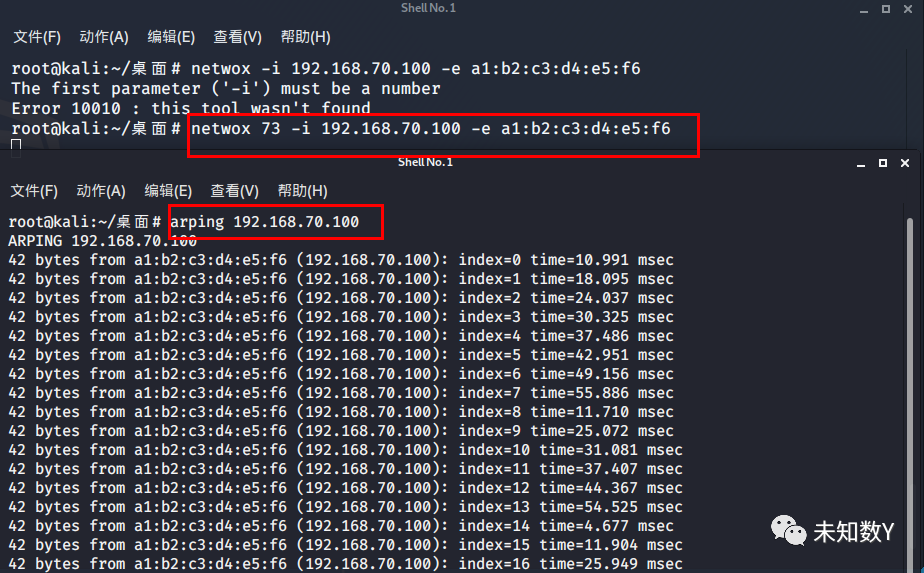 Shell No. 1
文件(F) 动作(A) 编辑(E) 查看(V) 帮助(H)
root@kali:~/桌面# netwox -i 192.168.70.100 -e a1:b2:c3:d4:e5:f6
The first parameter ('-i') must be a number
Error 10010 : this tool wasn't found
root@kali:~/桌面# netwox 73 -i 192.168.70.100 -e a1:b2:c3:d4:e5:f6
Shell No. 1
文件(F) 动作(A) 编辑(E) 查看(V) 帮助(H)
root@kali:~/桌面# arping 192.168.70.100
ARPING 192.168.70.100
42 bytes from a1:b2:c3:d4:e5:f6 (192.168.70.100): index=0 time=10.991 msec
42 bytes from a1:b2:c3:d4:e5:f6 (192.168.70.100): index=1 time=18.095 msec
42 bytes from a1:b2:c3:d4:e5:f6 (192.168.70.100): index=2 time=24.037 msec
42 bytes from a1:b2:c3:d4:e5:f6 (192.168.70.100): index=3 time=30.325 msec
42 bytes from a1:b2:c3:d4:e5:f6 (192.168.70.100): index=4 time=37.486 msec
42 bytes from a1:b2:c3:d4:e5:f6 (192.168.70.100): index=5 time=42.951 msec
42 bytes from a1:b2:c3:d4:e5:f6 (192.168.70.100): index=6 time=49.156 msec
42 bytes from a1:b2:c3:d4:e5:f6 (192.168.70.100): index=7 time=55.886 msec
42 bytes from a1:b2:c3:d4:e5:f6 (192.168.70.100): index=8 time=11.710 msec
42 bytes from a1:b2:c3:d4:e5:f6 (192.168.70.100): index=9 time=25.072 msec
42 bytes from a1:b2:c3:d4:e5:f6 (192.168.70.100): index=10 time=31.081 msec
42 bytes from a1:b2:c3:d4:e5:f6 (192.168.70.100): index=11 time=37.407 msec
42 bytes from a1:b2:c3:d4:e5:f6 (192.168.70.100): index=12 time=44.367 msec
42 bytes from a1:b2:c3:d4:e5:f6 (192.168.70.100): index=13 time=54.525 msec
42 bytes from a1:b2:c3:d4:e5:f6 (192.168.70.100): index=14 time=4.677 msec
42 bytes from a1:b2:c3:d4:e5:f6 (192.168.70.100): index=15 time=11.904 msec
42 bytes from a1:b2:c3:d4:e5:f6 (192.168.70.100): index=16 time=25.949 msec
未知数Y